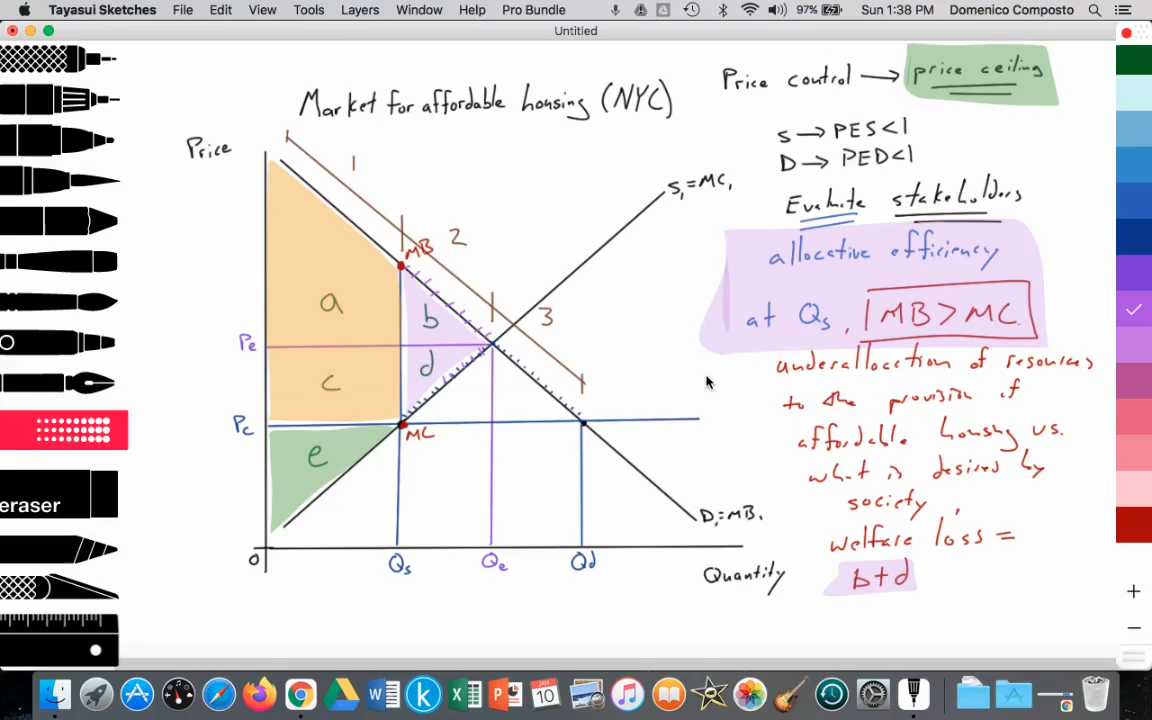 Tayasui Sketches File Edit View Tools Layers Window Help Pro Bundle 97% Sun 1:38 PM Domenico Composto
Untitled
Market for affordable housing (NYC)
Price control → price ceiling
S → PES<1
D → PED<1
Evaluate stakeholders
allocative efficiency
at Qs, MB>MC
underallocation of resources
to the provision of
affordable housing vs.
what is desired by
society,
welfare loss =
b+d
Price
1
2
3
S₁=MC₁
MB
a
b
Pe
c
d
Pc
MC
e
D₁=MB₁
0
Qs
Qe
Qd
Quantity
eraser
JAN
10